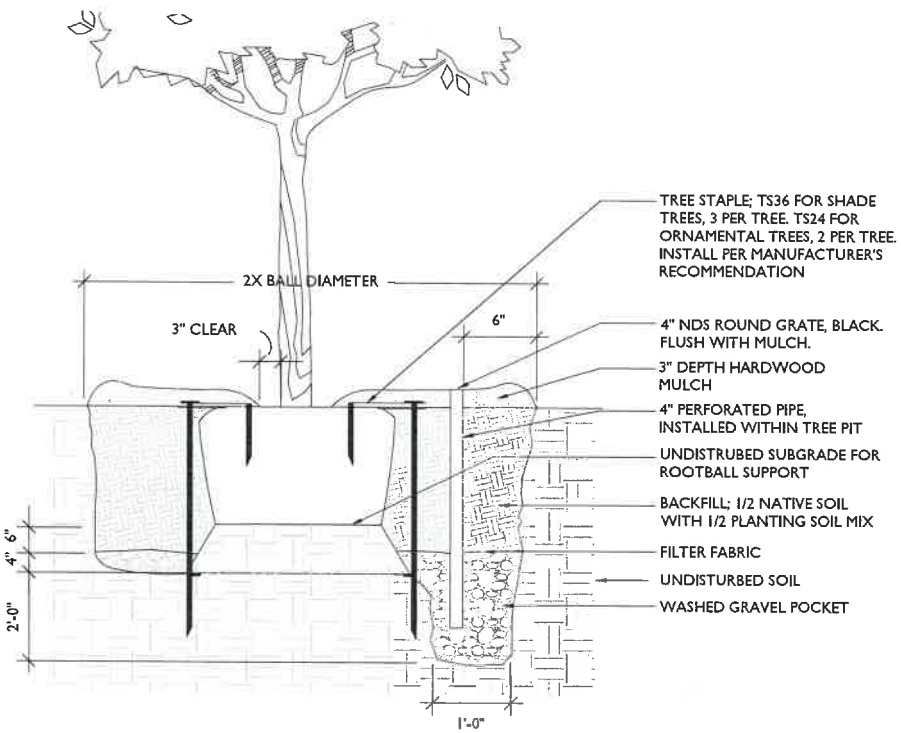 TREE STAPLE; TS36 FOR SHADE
TREES, 3 PER TREE. TS24 FOR
ORNAMENTAL TREES, 2 PER TREE.
INSTALL PER MANUFACTURER'S
RECOMMENDATION
2X BALL DIAMETER
3" CLEAR
6"
4" NDS ROUND GRATE, BLACK.
FLUSH WITH MULCH.
3" DEPTH HARDWOOD
MULCH
4" PERFORATED PIPE,
INSTALLED WITHIN TREE PIT
UNDISTRUBED SUBGRADE FOR
ROOTBALL SUPPORT
BACKFILL; 1/2 NATIVE SOIL
WITH 1/2 PLANTING SOIL MIX
FILTER FABRIC
UNDISTURBED SOIL
WASHED GRAVEL POCKET
6"
4"
2'-0"
1'-0"